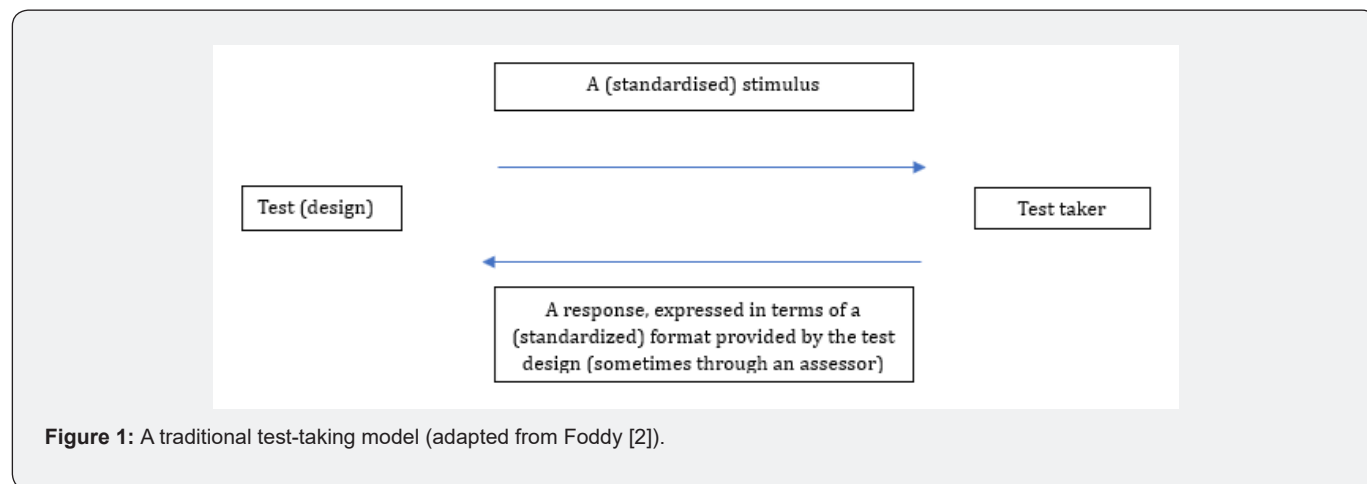 A (standardised) stimulus
Test (design)
Test taker
A response, expressed in terms of a
(standardized) format provided by the test
design (sometimes through an assessor)
Figure 1: A traditional test-taking model (adapted from Foddy [2]).